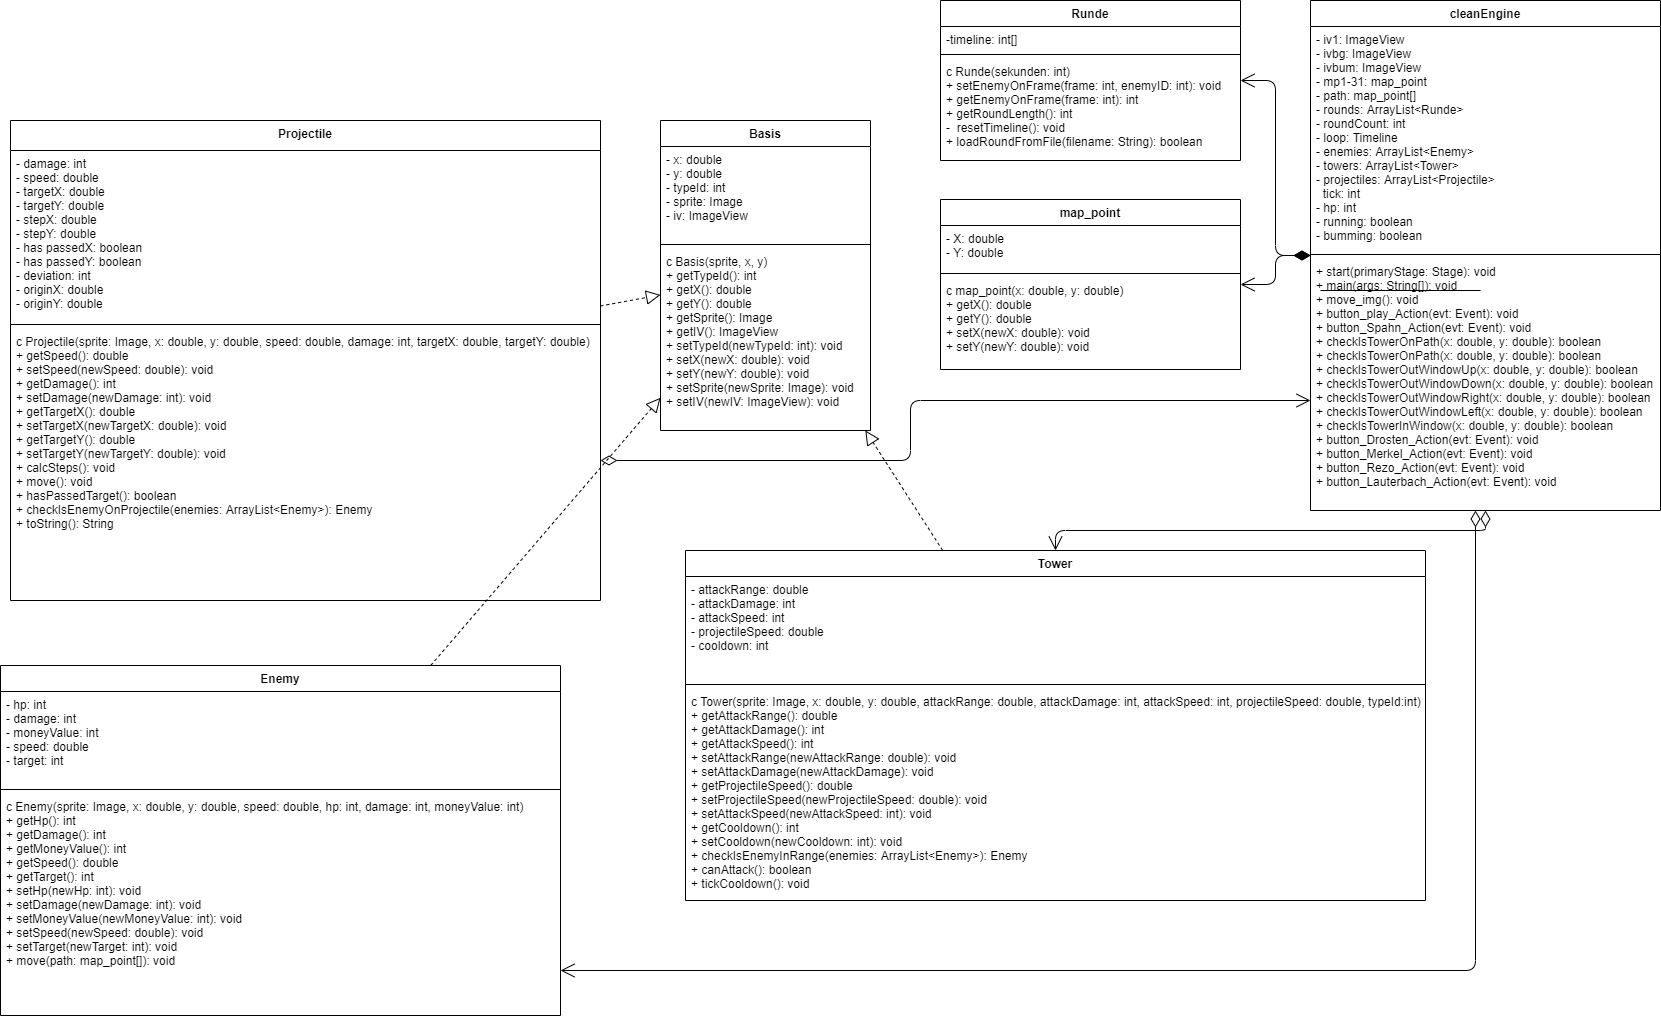 Runde
-timeline: int[]
c Runde(sekunden: int)
+ setEnemyOnFrame(frame: int, enemyID: int): void
+ getEnemyOnFrame(frame: int): int
+ getRoundLength(): int
-  resetTimeline(): void
+ loadRoundFromFile(filename: String): boolean
cleanEngine
- iv1: ImageView
- ivbg: ImageView
- ivbum: ImageView
- mp1-31: map_point
- path: map_point[]
- rounds: ArrayList<Runde>
- roundCount: int
- loop: Timeline
- enemies: ArrayList<Enemy>
- towers: ArrayList<Tower>
- projectiles: ArrayList<Projectile>
tick: int
- hp: int
- running: boolean
- bumming: boolean
+ start(primaryStage: Stage): void
+ main(args: String[]): void
+ move_img(): void
+ button_play_Action(evt: Event): void
+ button_Spahn_Action(evt: Event): void
+ checkIsTowerOnPath(x: double, y: double): boolean
+ checkIsTowerOnPath(x: double, y: double): boolean
+ checkIsTowerOutWindowUp(x: double, y: double): boolean
+ checkIsTowerOutWindowDown(x: double, y: double): boolean
+ checkIsTowerOutWindowRight(x: double, y: double): boolean
+ checkIsTowerOutWindowLeft(x: double, y: double): boolean
+ checkIsTowerInWindow(x: double, y: double): boolean
+ button_Drosten_Action(evt: Event): void
+ button_Merkel_Action(evt: Event): void
+ button_Rezo_Action(evt: Event): void
+ button_Lauterbach_Action(evt: Event): void
Projectile
- damage: int
- speed: double
- targetX: double
- targetY: double
- stepX: double
- stepY: double
- has passedX: boolean
- has passedY: boolean
- deviation: int
- originX: double
- originY: double
c Projectile(sprite: Image, x: double, y: double, speed: double, damage: int, targetX: double, targetY: double)
+ getSpeed(): double
+ setSpeed(newSpeed: double): void
+ getDamage(): int
+ setDamage(newDamage: int): void
+ getTargetX(): double
+ setTargetX(newTargetX: double): void
+ getTargetY(): double
+ setTargetY(newTargetY: double): void
+ calcSteps(): void
+ move(): void
+ hasPassedTarget(): boolean
+ checkIsEnemyOnProjectile(enemies: ArrayList<Enemy>): Enemy
+ toString(): String
Basis
- x: double
- y: double
- typeId: int
- sprite: Image
- iv: ImageView
c Basis(sprite, x, y)
+ getTypeId(): int
+ getX(): double
+ getY(): double
+ getSprite(): Image
+ getIV(): ImageView
+ setTypeId(newTypeId: int): void
+ setX(newX: double): void
+ setY(newY: double): void
+ setSprite(newSprite: Image): void
+ setIV(newIV: ImageView): void
map_point
- X: double
- Y: double
c map_point(x: double, y: double)
+ getX(): double
+ getY(): double
+ setX(newX: double): void
+ setY(newY: double): void
Tower
- attackRange: double
- attackDamage: int
- attackSpeed: int
- projectileSpeed: double
- cooldown: int
c Tower(sprite: Image, x: double, y: double, attackRange: double, attackDamage: int, attackSpeed: int, projectileSpeed: double, typeId:int)
+ getAttackRange(): double
+ getAttackDamage(): int
+ getAttackSpeed(): int
+ setAttackRange(newAttackRange: double): void
+ setAttackDamage(newAttackDamage): void
+ getProjectileSpeed(): double
+ setProjectileSpeed(newProjectileSpeed: double): void
+ setAttackSpeed(newAttackSpeed: int): void
+ getCooldown(): int
+ setCooldown(newCooldown: int): void
+ checkIsEnemyInRange(enemies: ArrayList<Enemy>): Enemy
+ canAttack(): boolean
+ tickCooldown(): void
Enemy
- hp: int
- damage: int
- moneyValue: int
- speed: double
- target: int
c Enemy(sprite: Image, x: double, y: double, speed: double, hp: int, damage: int, moneyValue: int)
+ getHp(): int
+ getDamage(): int
+ getMoneyValue(): int
+ getSpeed(): double
+ getTarget(): int
+ setHp(newHp: int): void
+ setDamage(newDamage: int): void
+ setMoneyValue(newMoneyValue: int): void
+ setSpeed(newSpeed: double): void
+ setTarget(newTarget: int): void
+ move(path: map_point[]): void